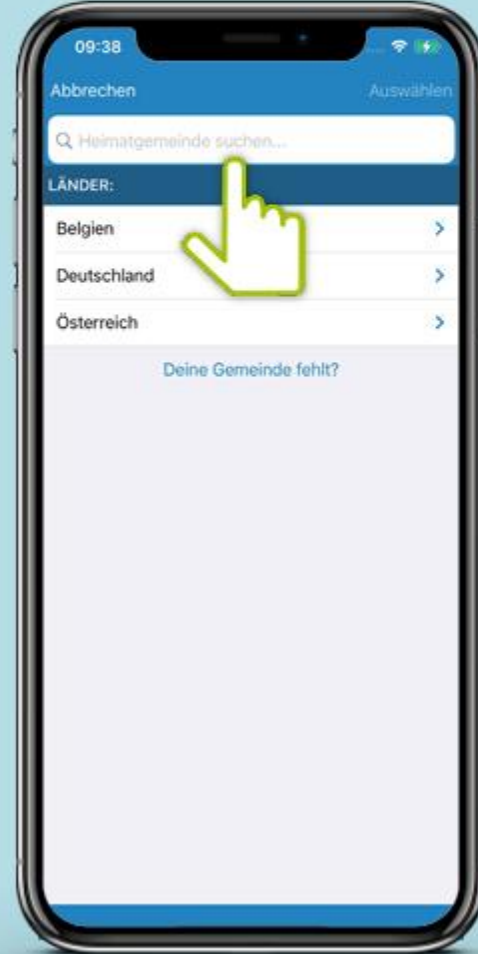 09:38
Abbrechen Auswählen
Heimatgemeinde suchen...
LÄNDER:
Belgien
Deutschland
Österreich
Deine Gemeinde fehlt?